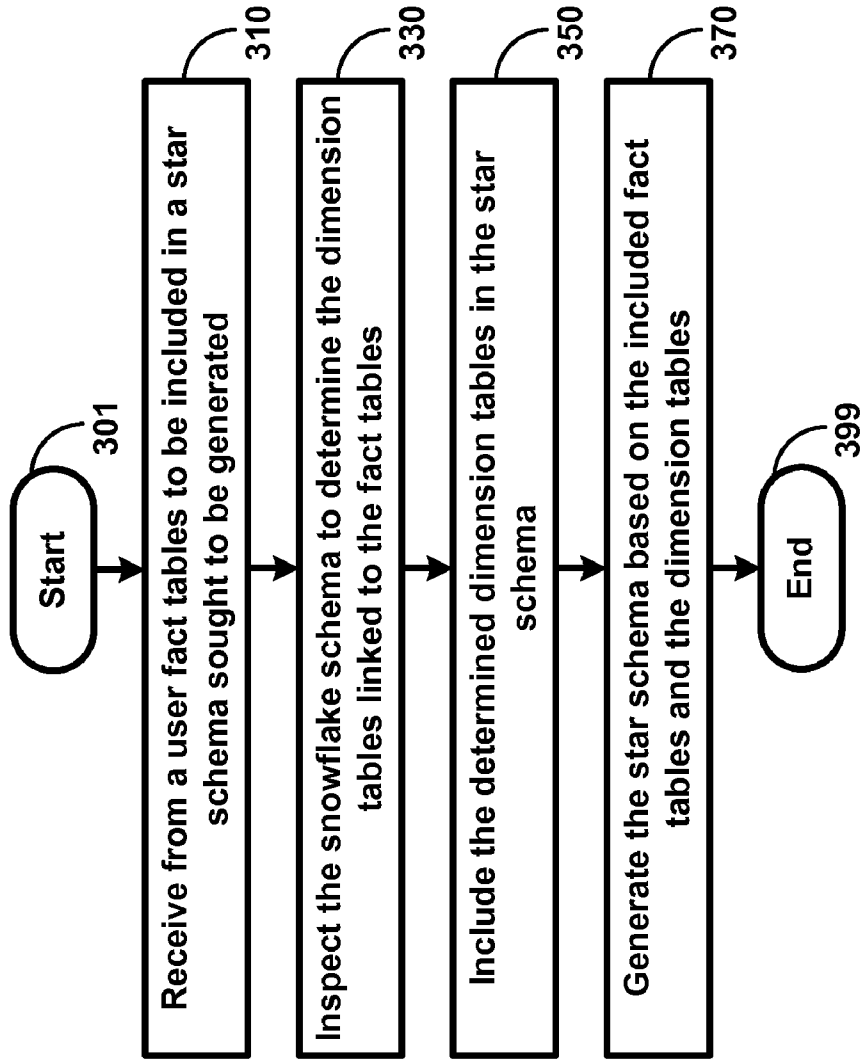 Start
301
Receive from a user fact tables to be included in a star
schema sought to be generated
310
Inspect the snowflake schema to determine the dimension
tables linked to the fact tables
330
Include the determined dimension tables in the star
schema
350
Generate the star schema based on the included fact
tables and the dimension tables
370
End
399